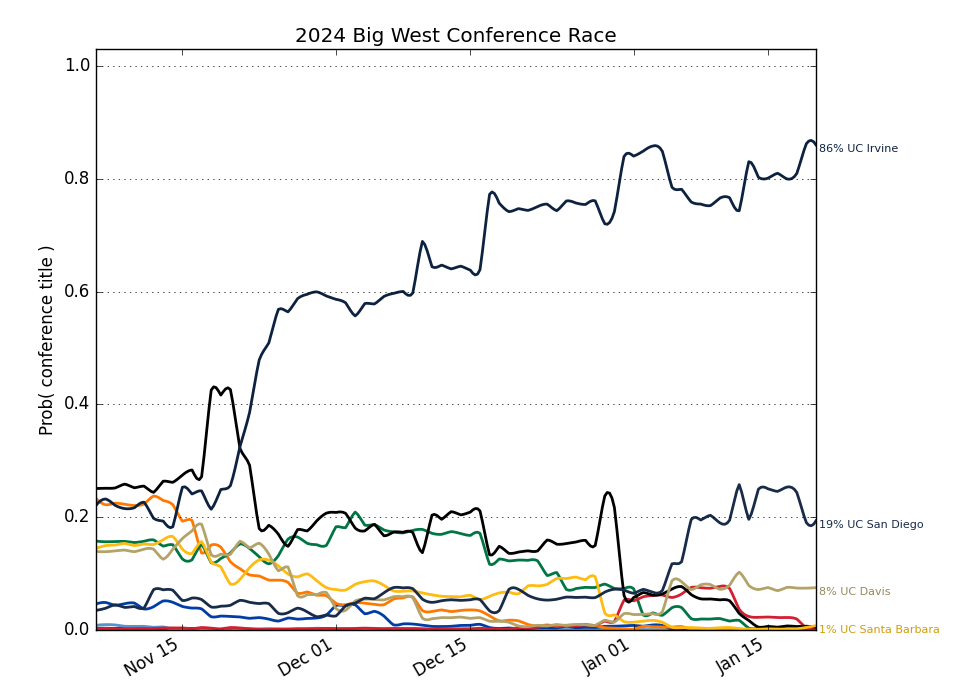 2024 Big West Conference Race
Prob( conference title )
1.0
0.8
0.6
0.4
0.2
0.0
86% UC Irvine
19% UC San Diego
8% UC Davis
1% UC Santa Barbara
Nov 15
Dec 01
Dec 15
Jan 01
Jan 15